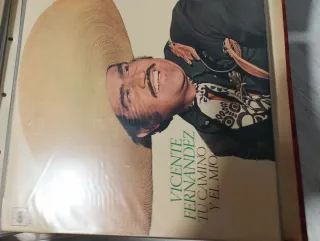 VICENTE
FERNANDEZ
TU CAMINO
Y EL MIO